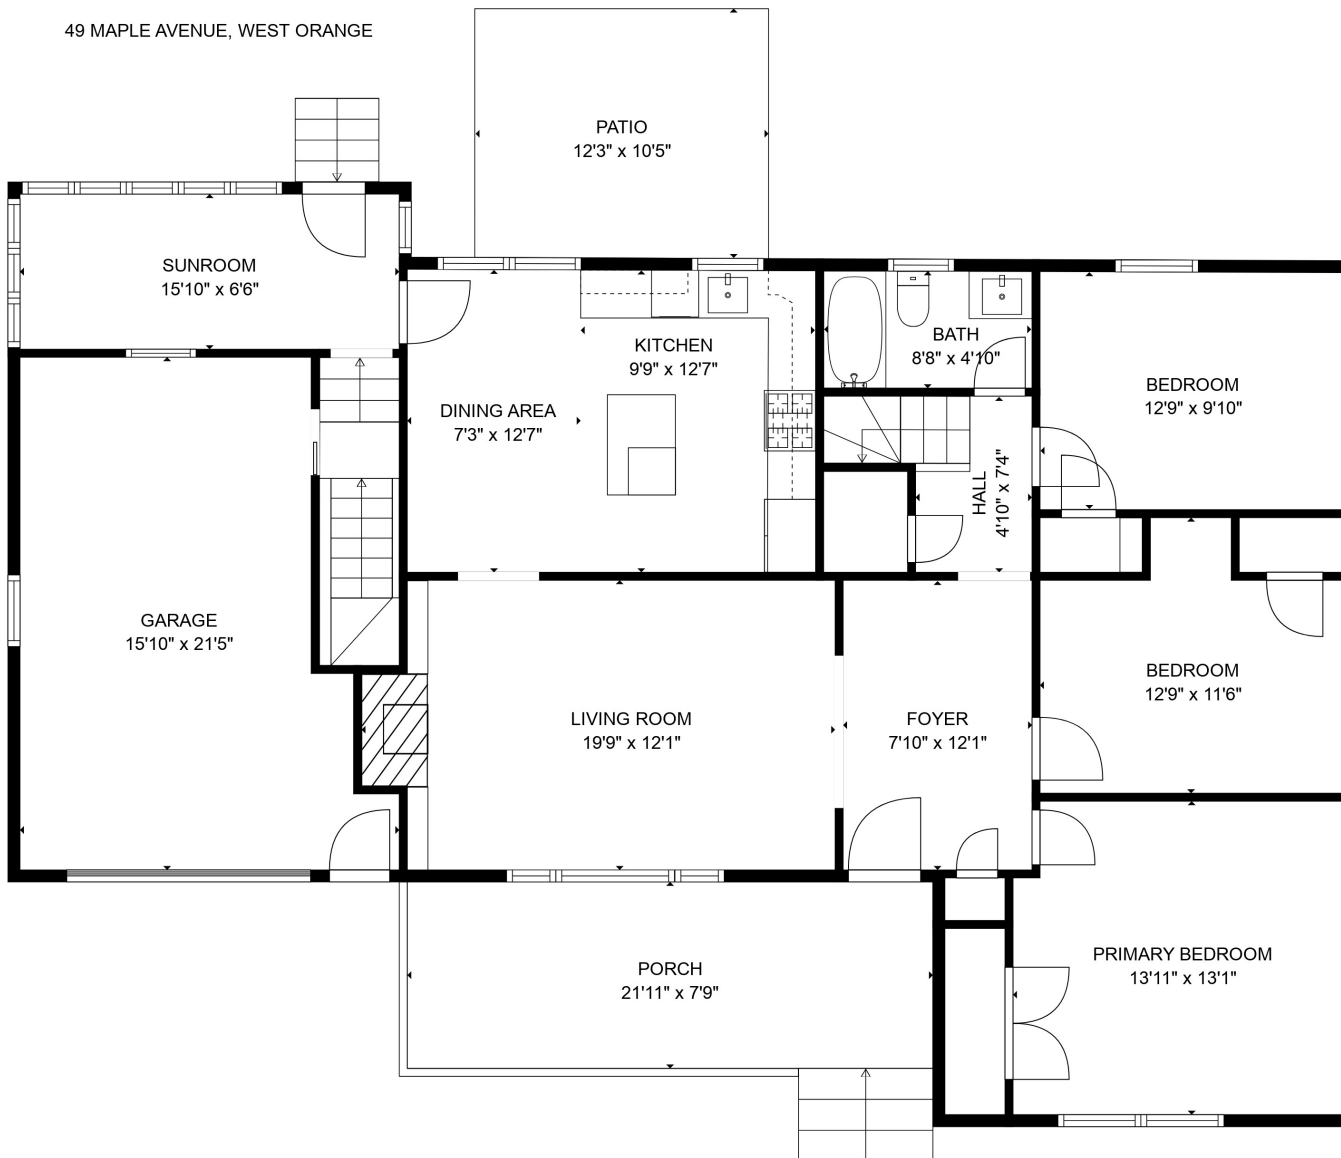 49 MAPLE AVENUE, WEST ORANGE
PATIO
12'3" x 10'5"
SUNROOM
15'10" x 6'6"
KITCHEN
9'9" x 12'7"
BATH
8'8" x 4'10"
DINING AREA
7'3" x 12'7"
BEDROOM
12'9" x 9'10"
HALL
4'10" x 7'4"
GARAGE
15'10" x 21'5"
LIVING ROOM
19'9" x 12'1"
FOYER
7'10" x 12'1"
BEDROOM
12'9" x 11'6"
PORCH
21'11" x 7'9"
PRIMARY BEDROOM
13'11" x 13'1"